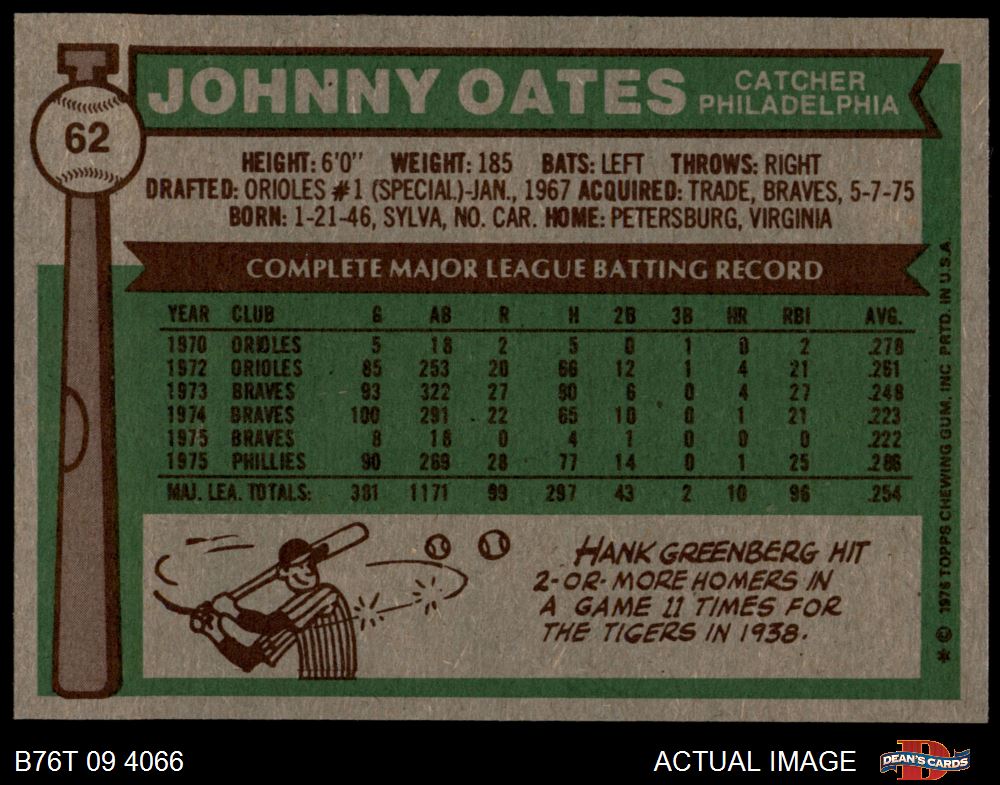 62
JOHNNY OATES CATCHER
PHILADELPHIA
HEIGHT: 6'0" WEIGHT: 185 BATS: LEFT THROWS: RIGHT
DRAFTED: ORIOLES #1 (SPECIAL)-JAN., 1967 ACQUIRED: TRADE, BRAVES, 5-7-75
BORN: 1-21-46, SYLVA, NO. CAR. HOME: PETERSBURG, VIRGINIA
COMPLETE MAJOR LEAGUE BATTING RECORD
YEAR CLUB G AB R H 2B 3B HR RBI AVG.
1970 ORIOLES 5 18 2 5 0 1 0 2 .278
1972 ORIOLES 85 253 20 66 12 1 4 21 .261
1973 BRAVES 93 322 27 80 6 0 4 27 .248
1974 BRAVES 100 291 22 65 10 0 1 21 .223
1975 BRAVES 8 18 0 4 1 0 0 0 .222
1975 PHILLIES 90 269 28 77 14 0 1 25 .286
MAJ. LEA. TOTALS: 381 1171 99 297 43 2 10 96 .254
HANK GREENBERG HIT
2-OR-MORE HOMERS IN
A GAME 11 TIMES FOR
THE TIGERS IN 1938.
* © 1976 TOPPS CHEWING GUM, INC PRTD. IN U.S.A.
B76T 09 4066 ACTUAL IMAGE DEAN'S CARDS